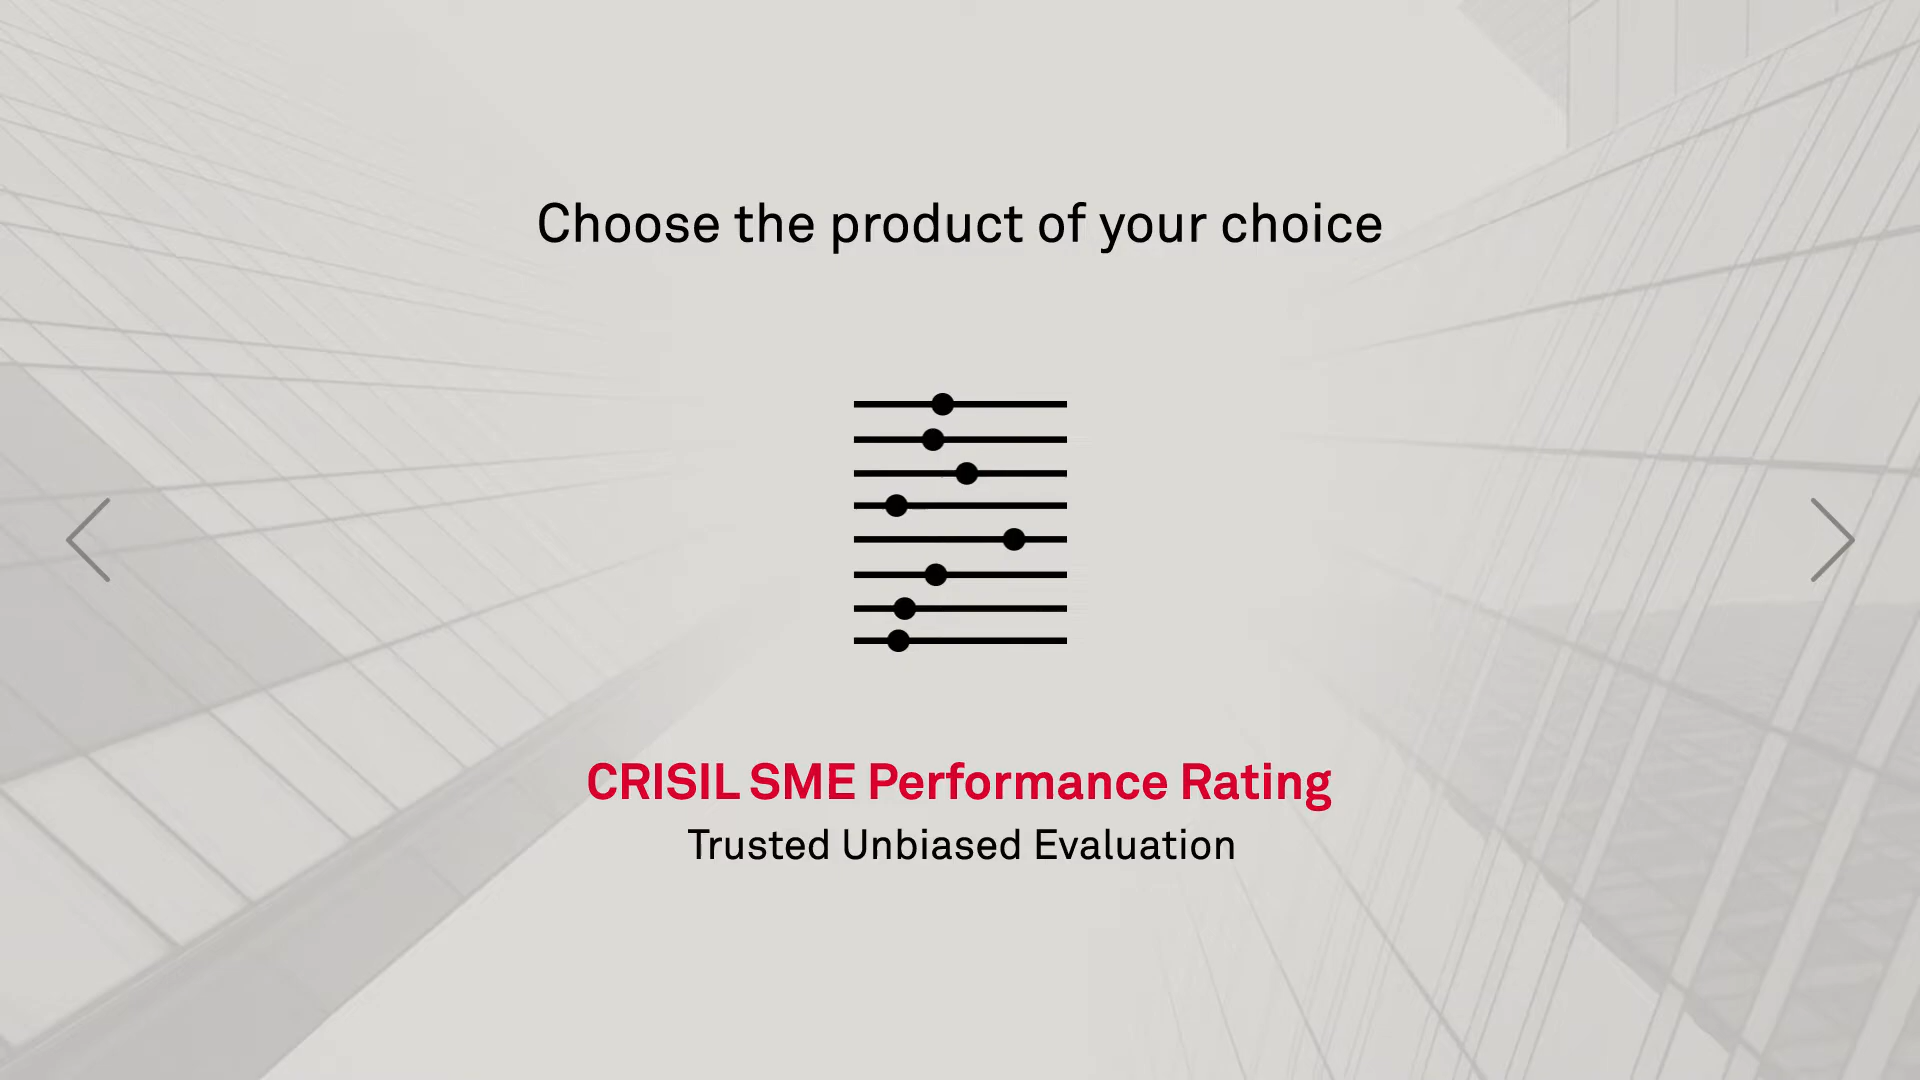 Choose the product of your choice
CRISIL SME Performance Rating
Trusted Unbiased Evaluation